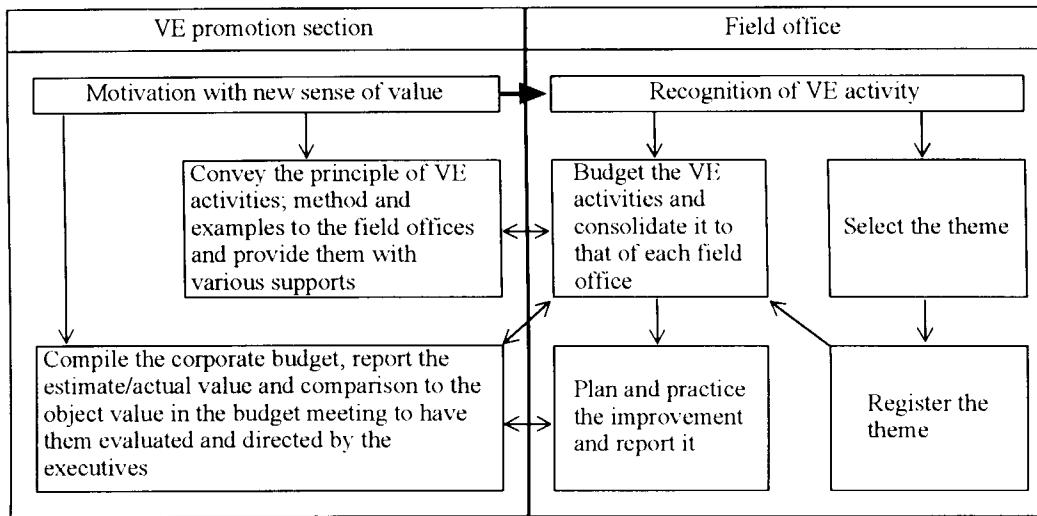 VE promotion section
Field office
Motivation with new sense of value
Recognition of VE activity
Convey the principle of VE
activities; method and
examples to the field offices
and provide them with
various supports
Budget the VE
activities and
consolidate it to
that of each field
office
Select the theme
Compile the corporate budget, report the
estimate/actual value and comparison to the
object value in the budget meeting to have
them evaluated and directed by the
executives
Plan and practice
the improvement
and report it
Register the
theme